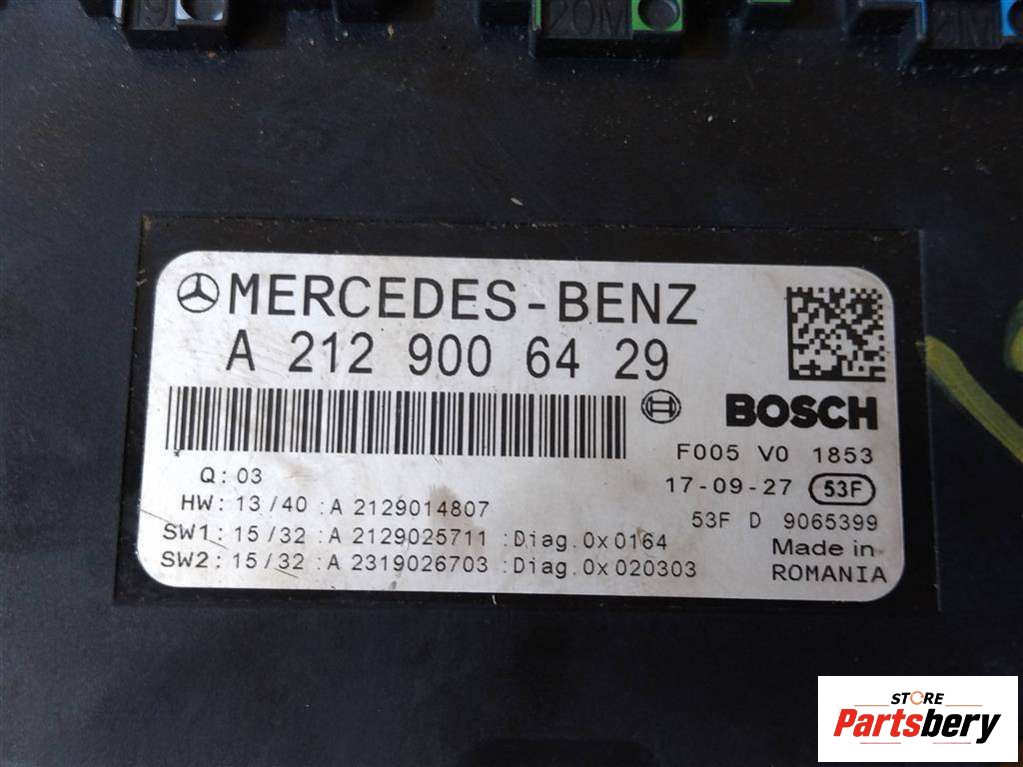 20M
MERCEDES-BENZ
A 212 900 64 29
BOSCH
F005 V0 1853
Q: 03
17-09-27 53F
HW: 13/40 :A 2129014807
53F D 9065399
SW1: 15/32 :A 2129025711 :Diag.0x0164
Made in
SW2: 15/32 :A 2319026703 :Diag.0x020303
ROMANIA
STORE
Partsbery